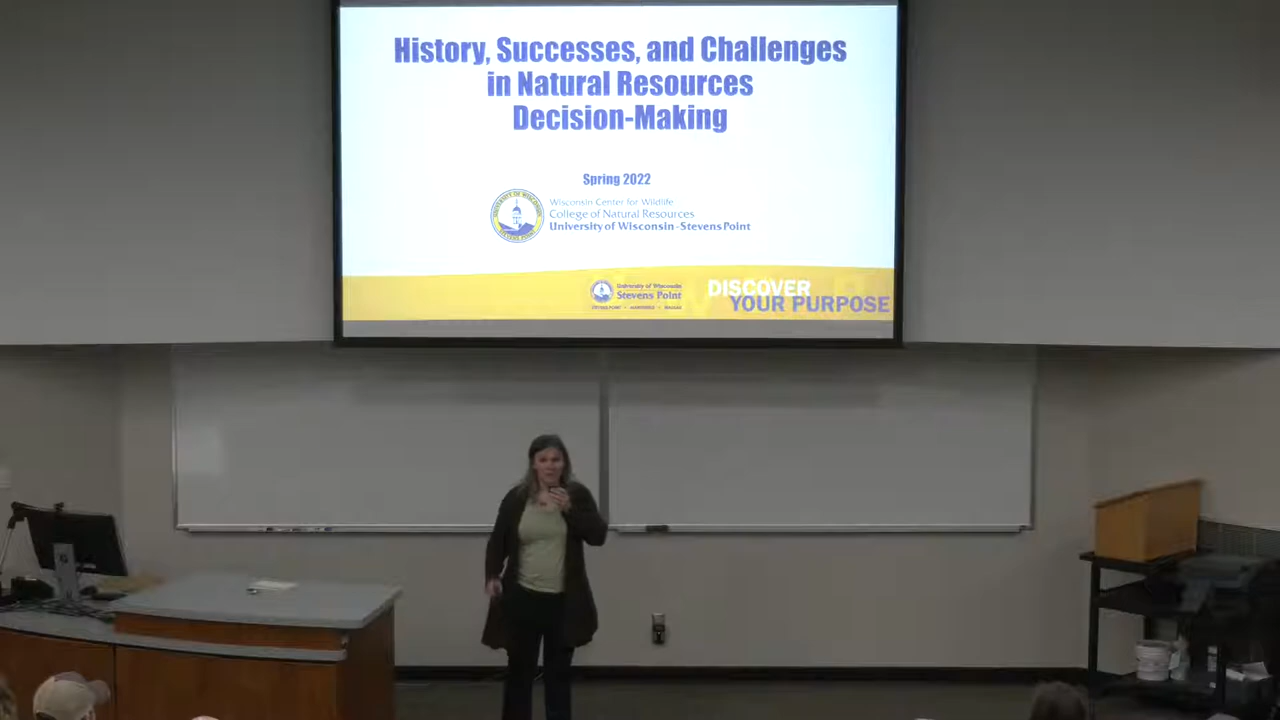 History, Successes, and Challenges
in Natural Resources
Decision-Making
Spring 2022
Wisconsin Center for Wildlife
College of Natural Resources
University of Wisconsin-Stevens Point
University of Wisconsin
Stevens Point
DISCOVER
YOUR PURPOSE